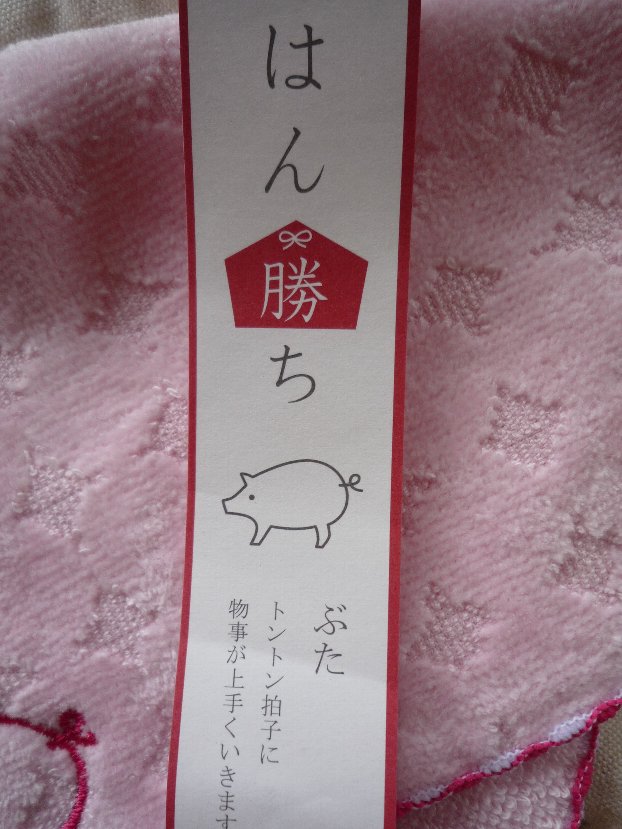 はん勝ち
ぶた
トントン拍子に
物事が上手くいきます